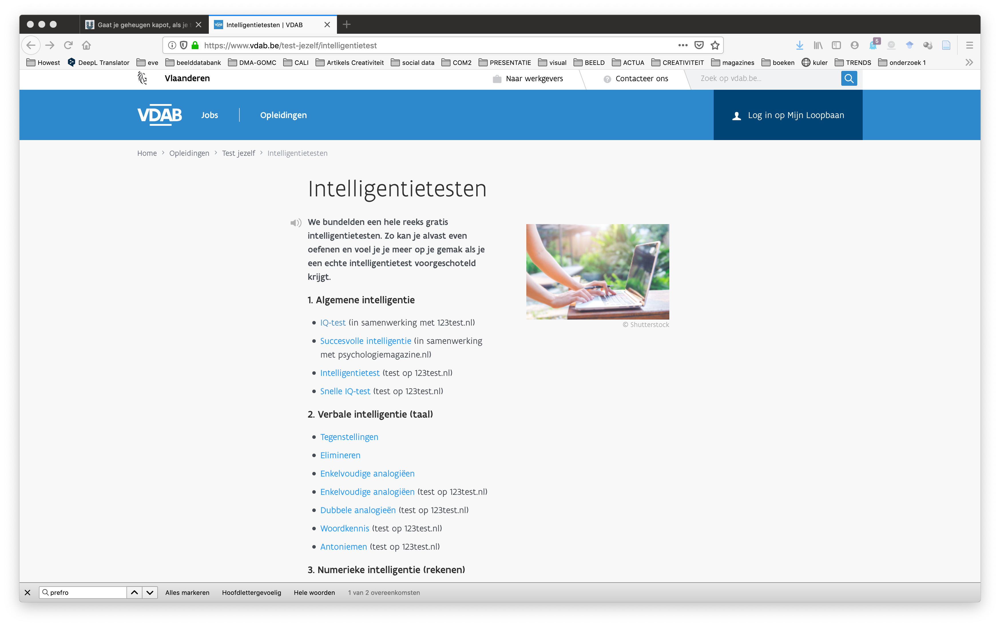 Gaat je geheugen kapot, als je t
Intelligentietesten | VDAB
https://www.vdab.be/test-jezelf/intelligentietest
5
Howest DeepL Translator eve beelddatabank DMA-GOMC CALI Artikels Creativiteit social data COM2 PRESENTATIE visual BEELD ACTUA CREATIVITEIT magazines boeken kuler TRENDS onderzoek 1
Vlaanderen Naar werkgevers Contacteer ons Zoek op vdab.be...
VDAB Jobs Opleidingen Log in op Mijn Loopbaan
Home > Opleidingen > Test jezelf > Intelligentietesten
Intelligentietesten
We bundelden een hele reeks gratis
intelligentietesten. Zo kan je alvast even
oefenen en voel je je meer op je gemak als je
een echte intelligentietest voorgeschoteld
krijgt.
© Shutterstock
1. Algemene intelligentie
• IQ-test (in samenwerking met 123test.nl)
• Succesvolle intelligentie (in samenwerking
met psychologiemagazine.nl)
• Intelligentietest (test op 123test.nl)
• Snelle IQ-test (test op 123test.nl)
2. Verbale intelligentie (taal)
• Tegenstellingen
• Elimineren
• Enkelvoudige analogiëen
• Enkelvoudige analogiëen (test op 123test.nl)
• Dubbele analogieën (test op 123test.nl)
• Woordkennis (test op 123test.nl)
• Antoniemen (test op 123test.nl)
3. Numerieke intelligentie (rekenen)
prefro Alles markeren Hoofdlettergevoelig Hele woorden 1 van 2 overeenkomsten